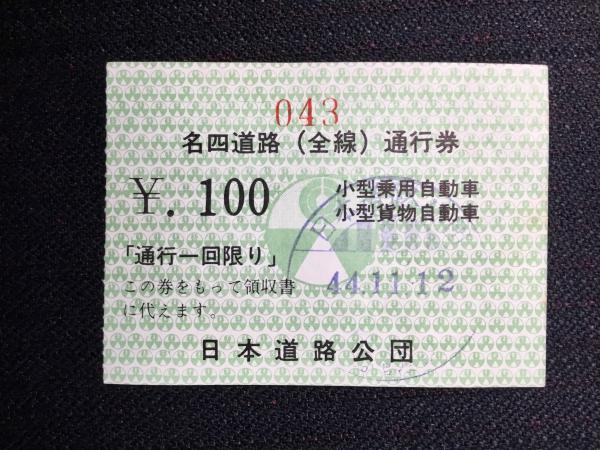 043
名四道路（全線）通行券
¥.100
小型乗用自動車
小型貨物自動車
「通行一回限り」
この券をもって領収書
に代えます。
44.11.12
日本道路公団